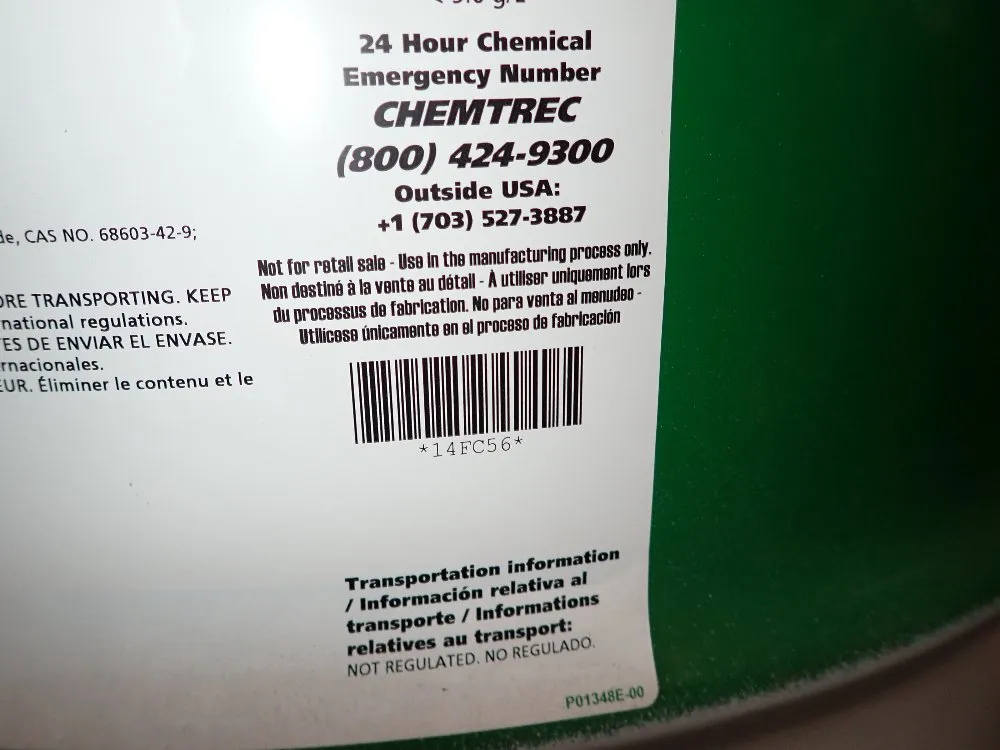 24 Hour Chemical
Emergency Number
CHEMTREC
(800) 424-9300
Outside USA:
+1 (703) 527-3887
CAS NO. 68603-42-9;
Not for retail sale - Use in the manufacturing process only.
Non destiné à la vente au détail - À utiliser uniquement lors
du processus de fabrication. No para venta al menudeo -
Utilicese únicamente en el proceso de fabricación
TRANSPORTING. KEEP
national regulations.
DE ENVIAR EL ENVASE.
rnacionales.
EUR. Éliminer le contenu et le
*14FC56*
Transportation information
/ Información relativa al
transporte / Informations
relatives au transport:
NOT REGULATED. NO REGULADO.
P01348E-00